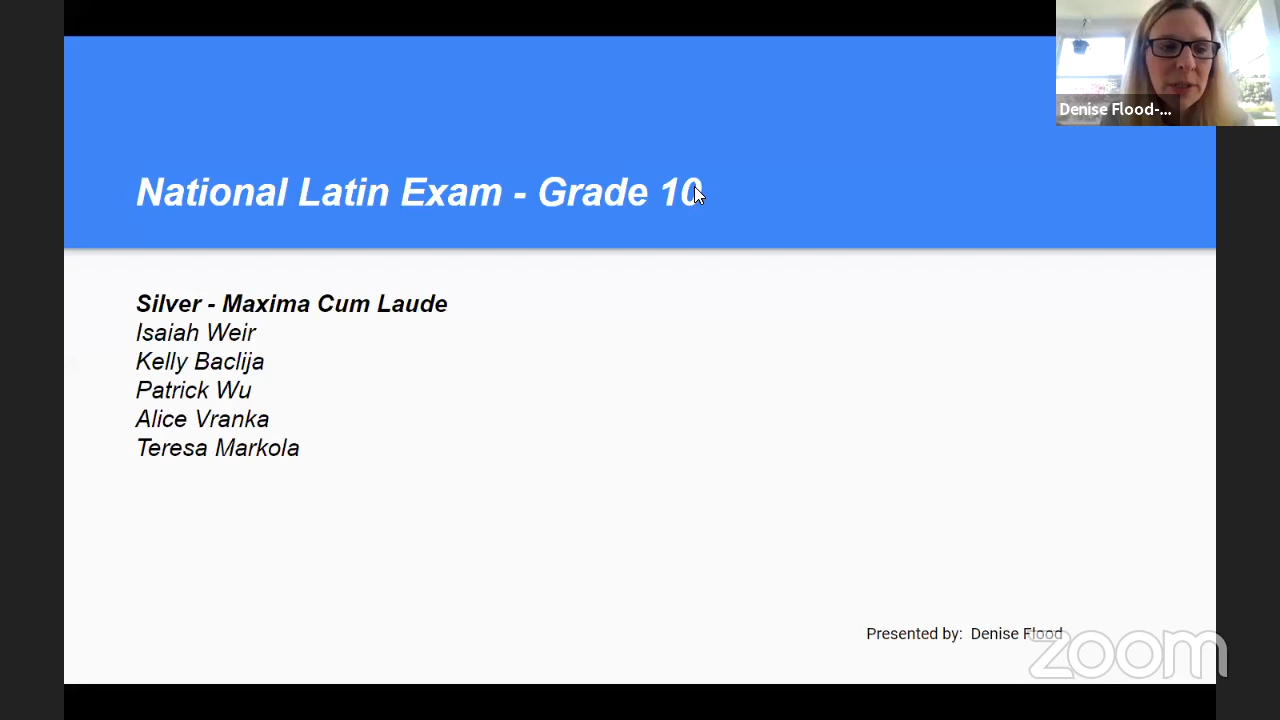 Denise Flood-...
National Latin Exam - Grade 10
Silver - Maxima Cum Laude
Isaiah Weir
Kelly Baclija
Patrick Wu
Alice Vranka
Teresa Markola
Presented by: Denise Flood
zoom